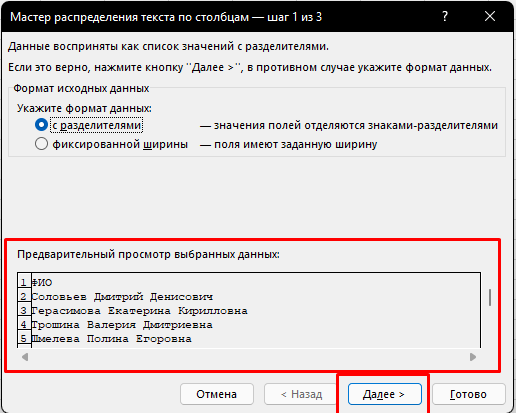 Мастер распределения текста по столбцам — шаг 1 из 3 ? ×
Данные восприняты как список значений с разделителями.
Если это верно, нажмите кнопку "Далее >", в противном случае укажите формат данных.
Формат исходных данных
Укажите формат данных:
с разделителями — значения полей отделяются знаками-разделителями
фиксированной ширины — поля имеют заданную ширину
Предварительный просмотр выбранных данных:
1 ФИО
2 Соловьев Дмитрий Денисович
3 Герасимова Екатерина Кирилловна
4 Трошина Валерия Дмитриевна
5 Шмелева Полина Егоровна
Отмена < Назад Далее > Готово